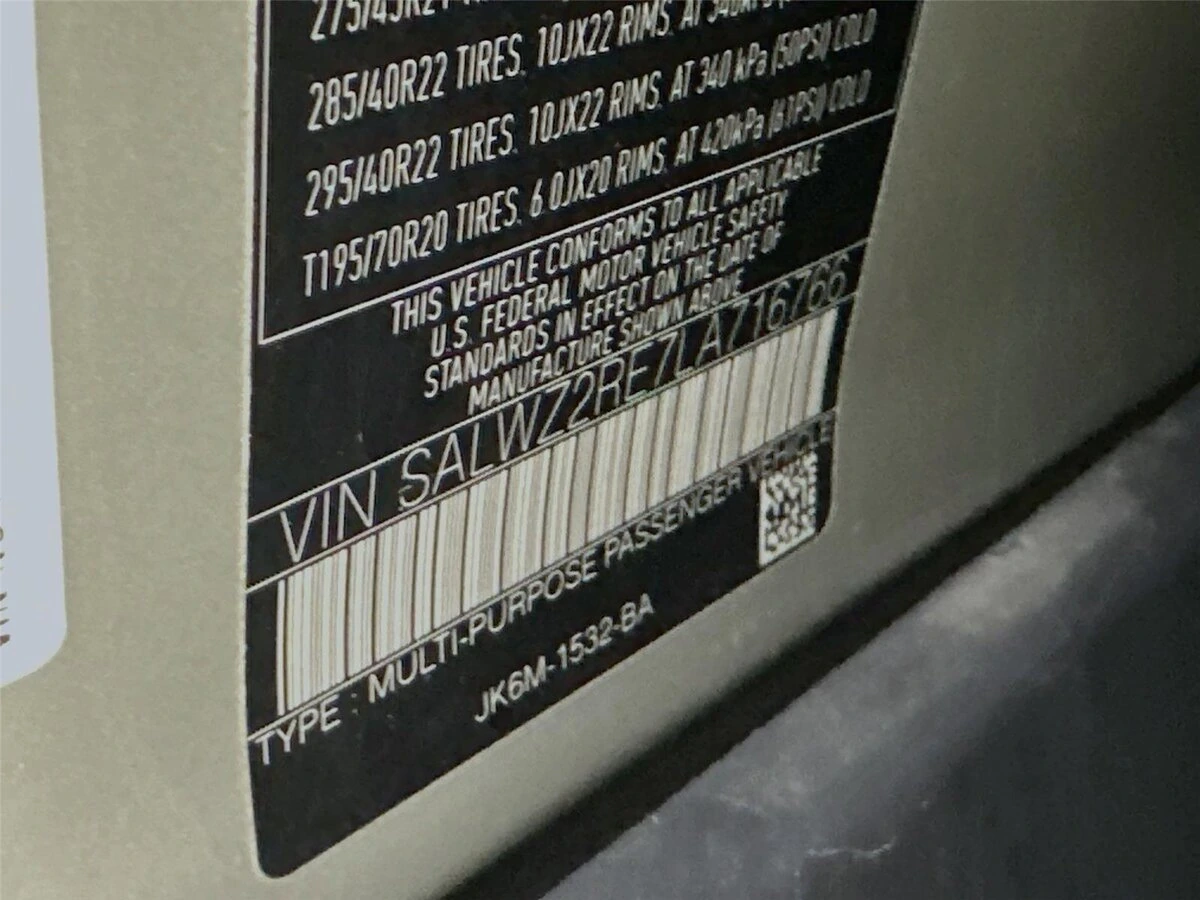 285/40R22 TIRES, 10JX22 RIMS, AT 340kPa
295/40R22 TIRES, 10JX22 RIMS, AT 340 kPa (50PSI) COLD
T195/70R20 TIRES, 6.0JX20 RIMS, AT 420kPa (61PSI) COLD
THIS VEHICLE CONFORMS TO ALL APPLICABLE
U.S. FEDERAL MOTOR VEHICLE SAFETY
STANDARDS IN EFFECT ON THE DATE OF
MANUFACTURE SHOWN ABOVE
VIN SALWZ2RE7LA716766
TYPE : MULTI-PURPOSE PASSENGER VEHICLE
JK6M-1532-BA